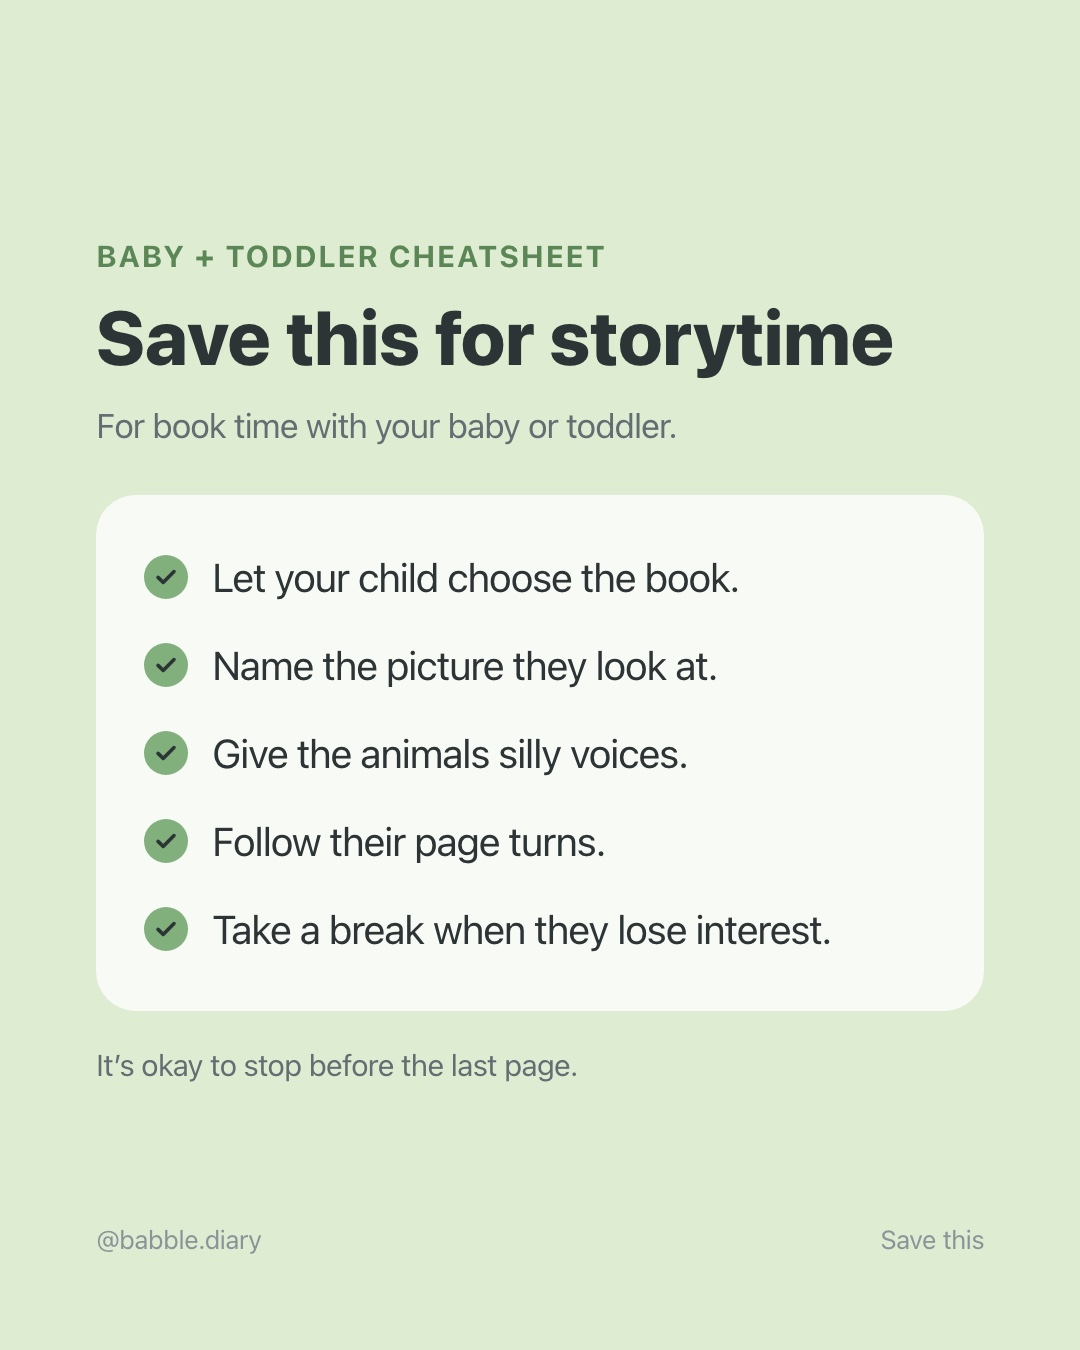 BABY + TODDLER CHEATSHEET
Save this for storytime
For book time with your baby or toddler.
Let your child choose the book.
Name the picture they look at.
Give the animals silly voices.
Follow their page turns.
Take a break when they lose interest.
It’s okay to stop before the last page.
@babble.diary
Save this